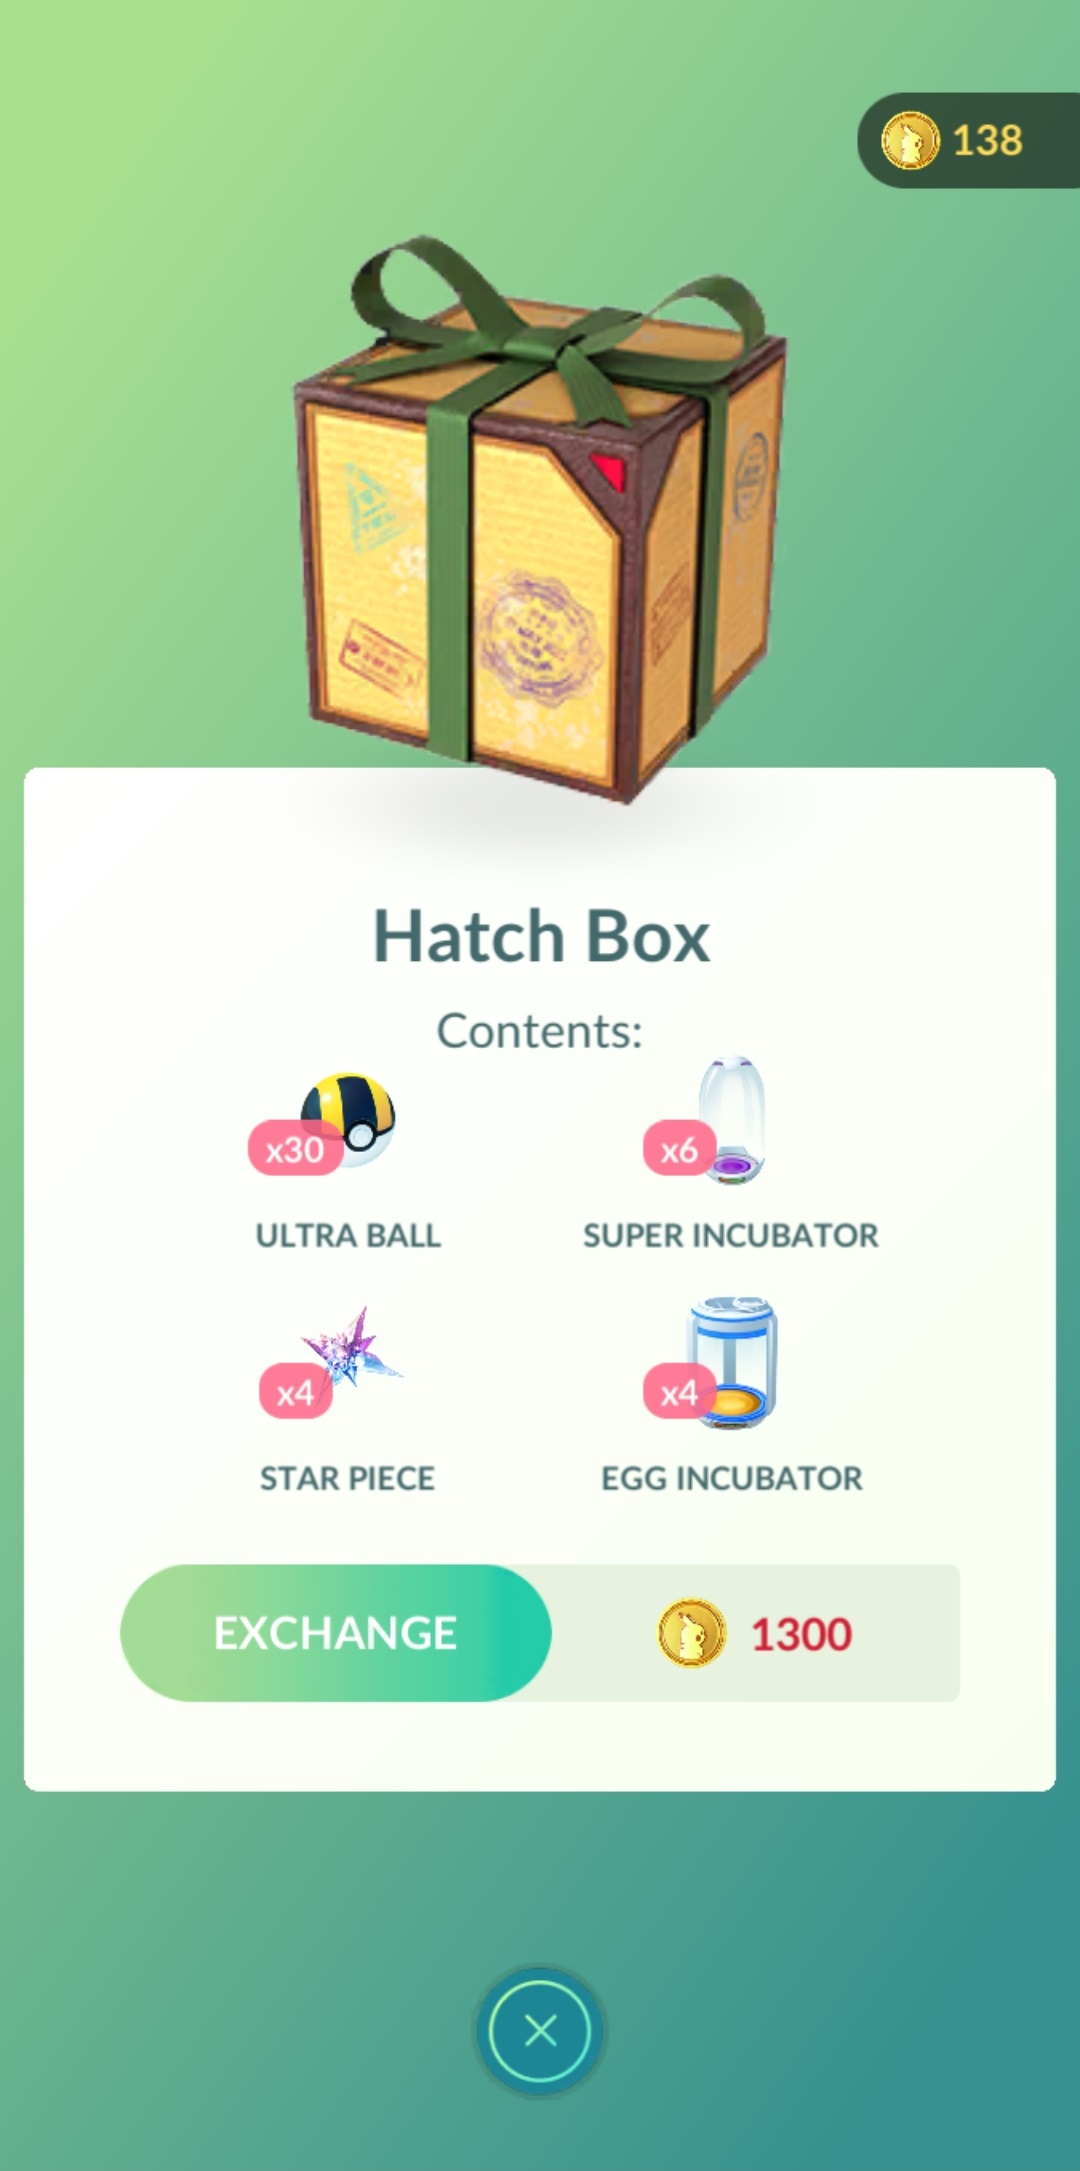 138
Hatch Box
Contents:
x30
x6
ULTRA BALL
SUPER INCUBATOR
x4
x4
STAR PIECE
EGG INCUBATOR
EXCHANGE
1300